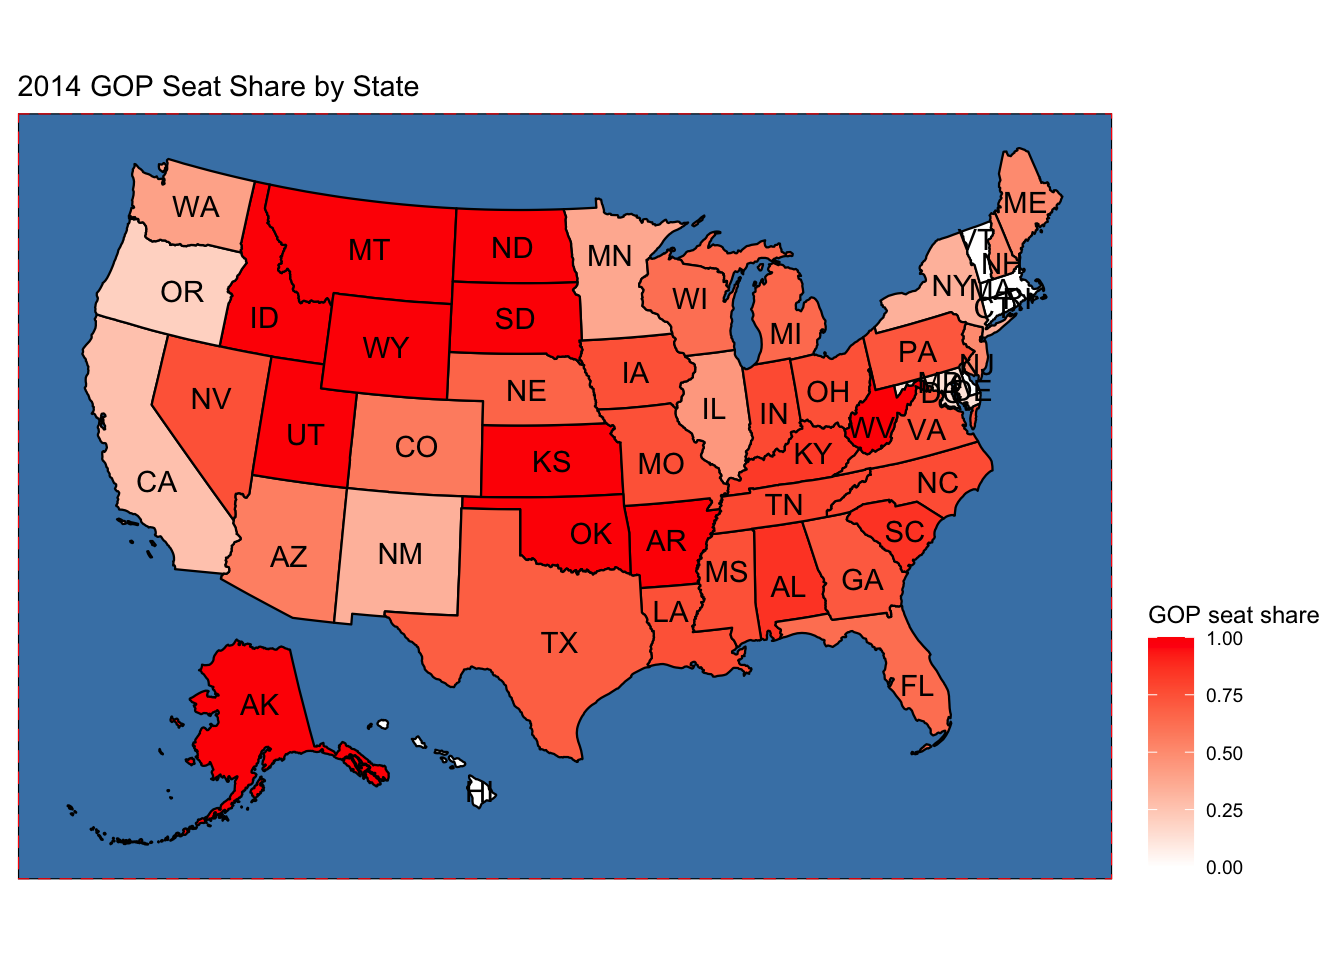 2014 GOP Seat Share by State
WA
MT
ND
MN
ME
VT
NH
OR
ID
SD
WI
NY
MA
CT
RI
WY
MI
PA
NJ
NV
NE
IA
IL
IN
OH
MD
DE
DC
UT
CO
KS
MO
KY
WV
VA
CA
AZ
NM
OK
AR
TN
NC
SC
MS
AL
GA
LA
TX
FL
AK
HI
GOP seat share
1.00
0.75
0.50
0.25
0.00